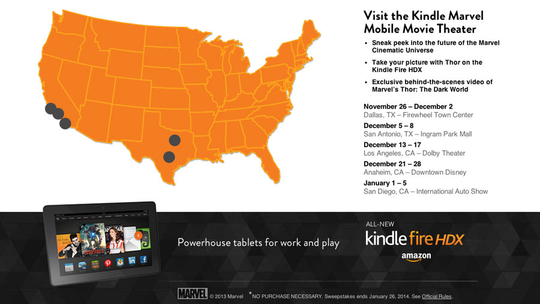 Visit the Kindle Marvel
Mobile Movie Theater
• Sneak peek into the future of the Marvel
Cinematic Universe
• Take your picture with Thor on the
Kindle Fire HDX
• Exclusive behind-the-scenes video of
Marvel's Thor: The Dark World
November 26 – December 2
Dallas, TX – Firewheel Town Center
December 5 – 8
San Antonio, TX – Ingram Park Mall
December 13 – 17
Los Angeles, CA – Dolby Theater
December 21 – 28
Anaheim, CA – Downtown Disney
January 1 – 5
San Diego, CA – International Auto Show
Powerhouse tablets for work and play
ALL-NEW
kindle fire HDX
amazon
MARVEL © 2013 Marvel *NO PURCHASE NECESSARY. Sweepstakes ends January 26, 2014. See Official Rules.